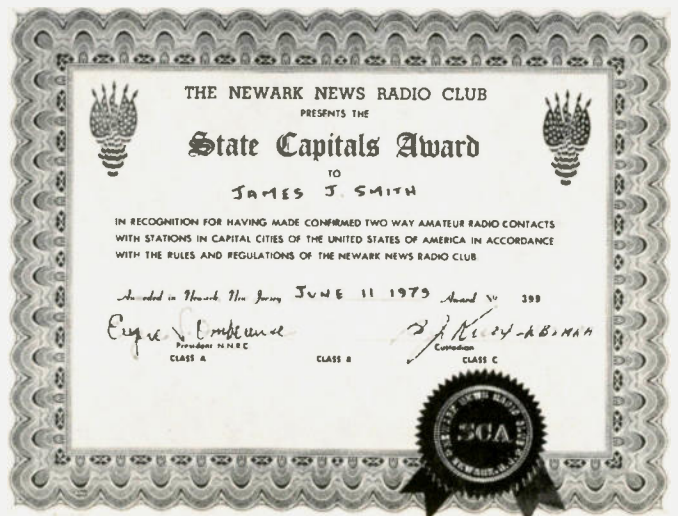 THE NEWARK NEWS RADIO CLUB
PRESENTS THE
State Capitals Award
TO
JAMES J. SMITH
IN RECOGNITION FOR HAVING MADE CONFIRMED TWO WAY AMATEUR RADIO CONTACTS
WITH STATIONS IN CAPITAL CITIES OF THE UNITED STATES OF AMERICA IN ACCORDANCE
WITH THE RULES AND REGULATIONS OF THE NEWARK NEWS RADIO CLUB
Awarded in Newark, New Jersey JUNE 11 1979 Award 399
President N.N.R.C. Custodian
CLASS A CLASS B CLASS C
SCA